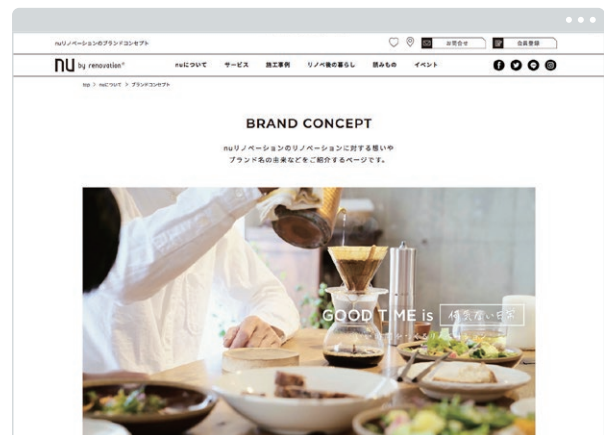 nuリノベーションのブランドコンセプト
お問合せ
会員登録
nu by renovation®
nuについて サービス 施工事例 リノベ後の暮らし 読みもの イベント
top > nuについて > ブランドコンセプト
BRAND CONCEPT
nuリノベーションのリノベーションに対する想いや
ブランド名の由来などをご紹介するページです。
GOOD TIME is 何気ない日常